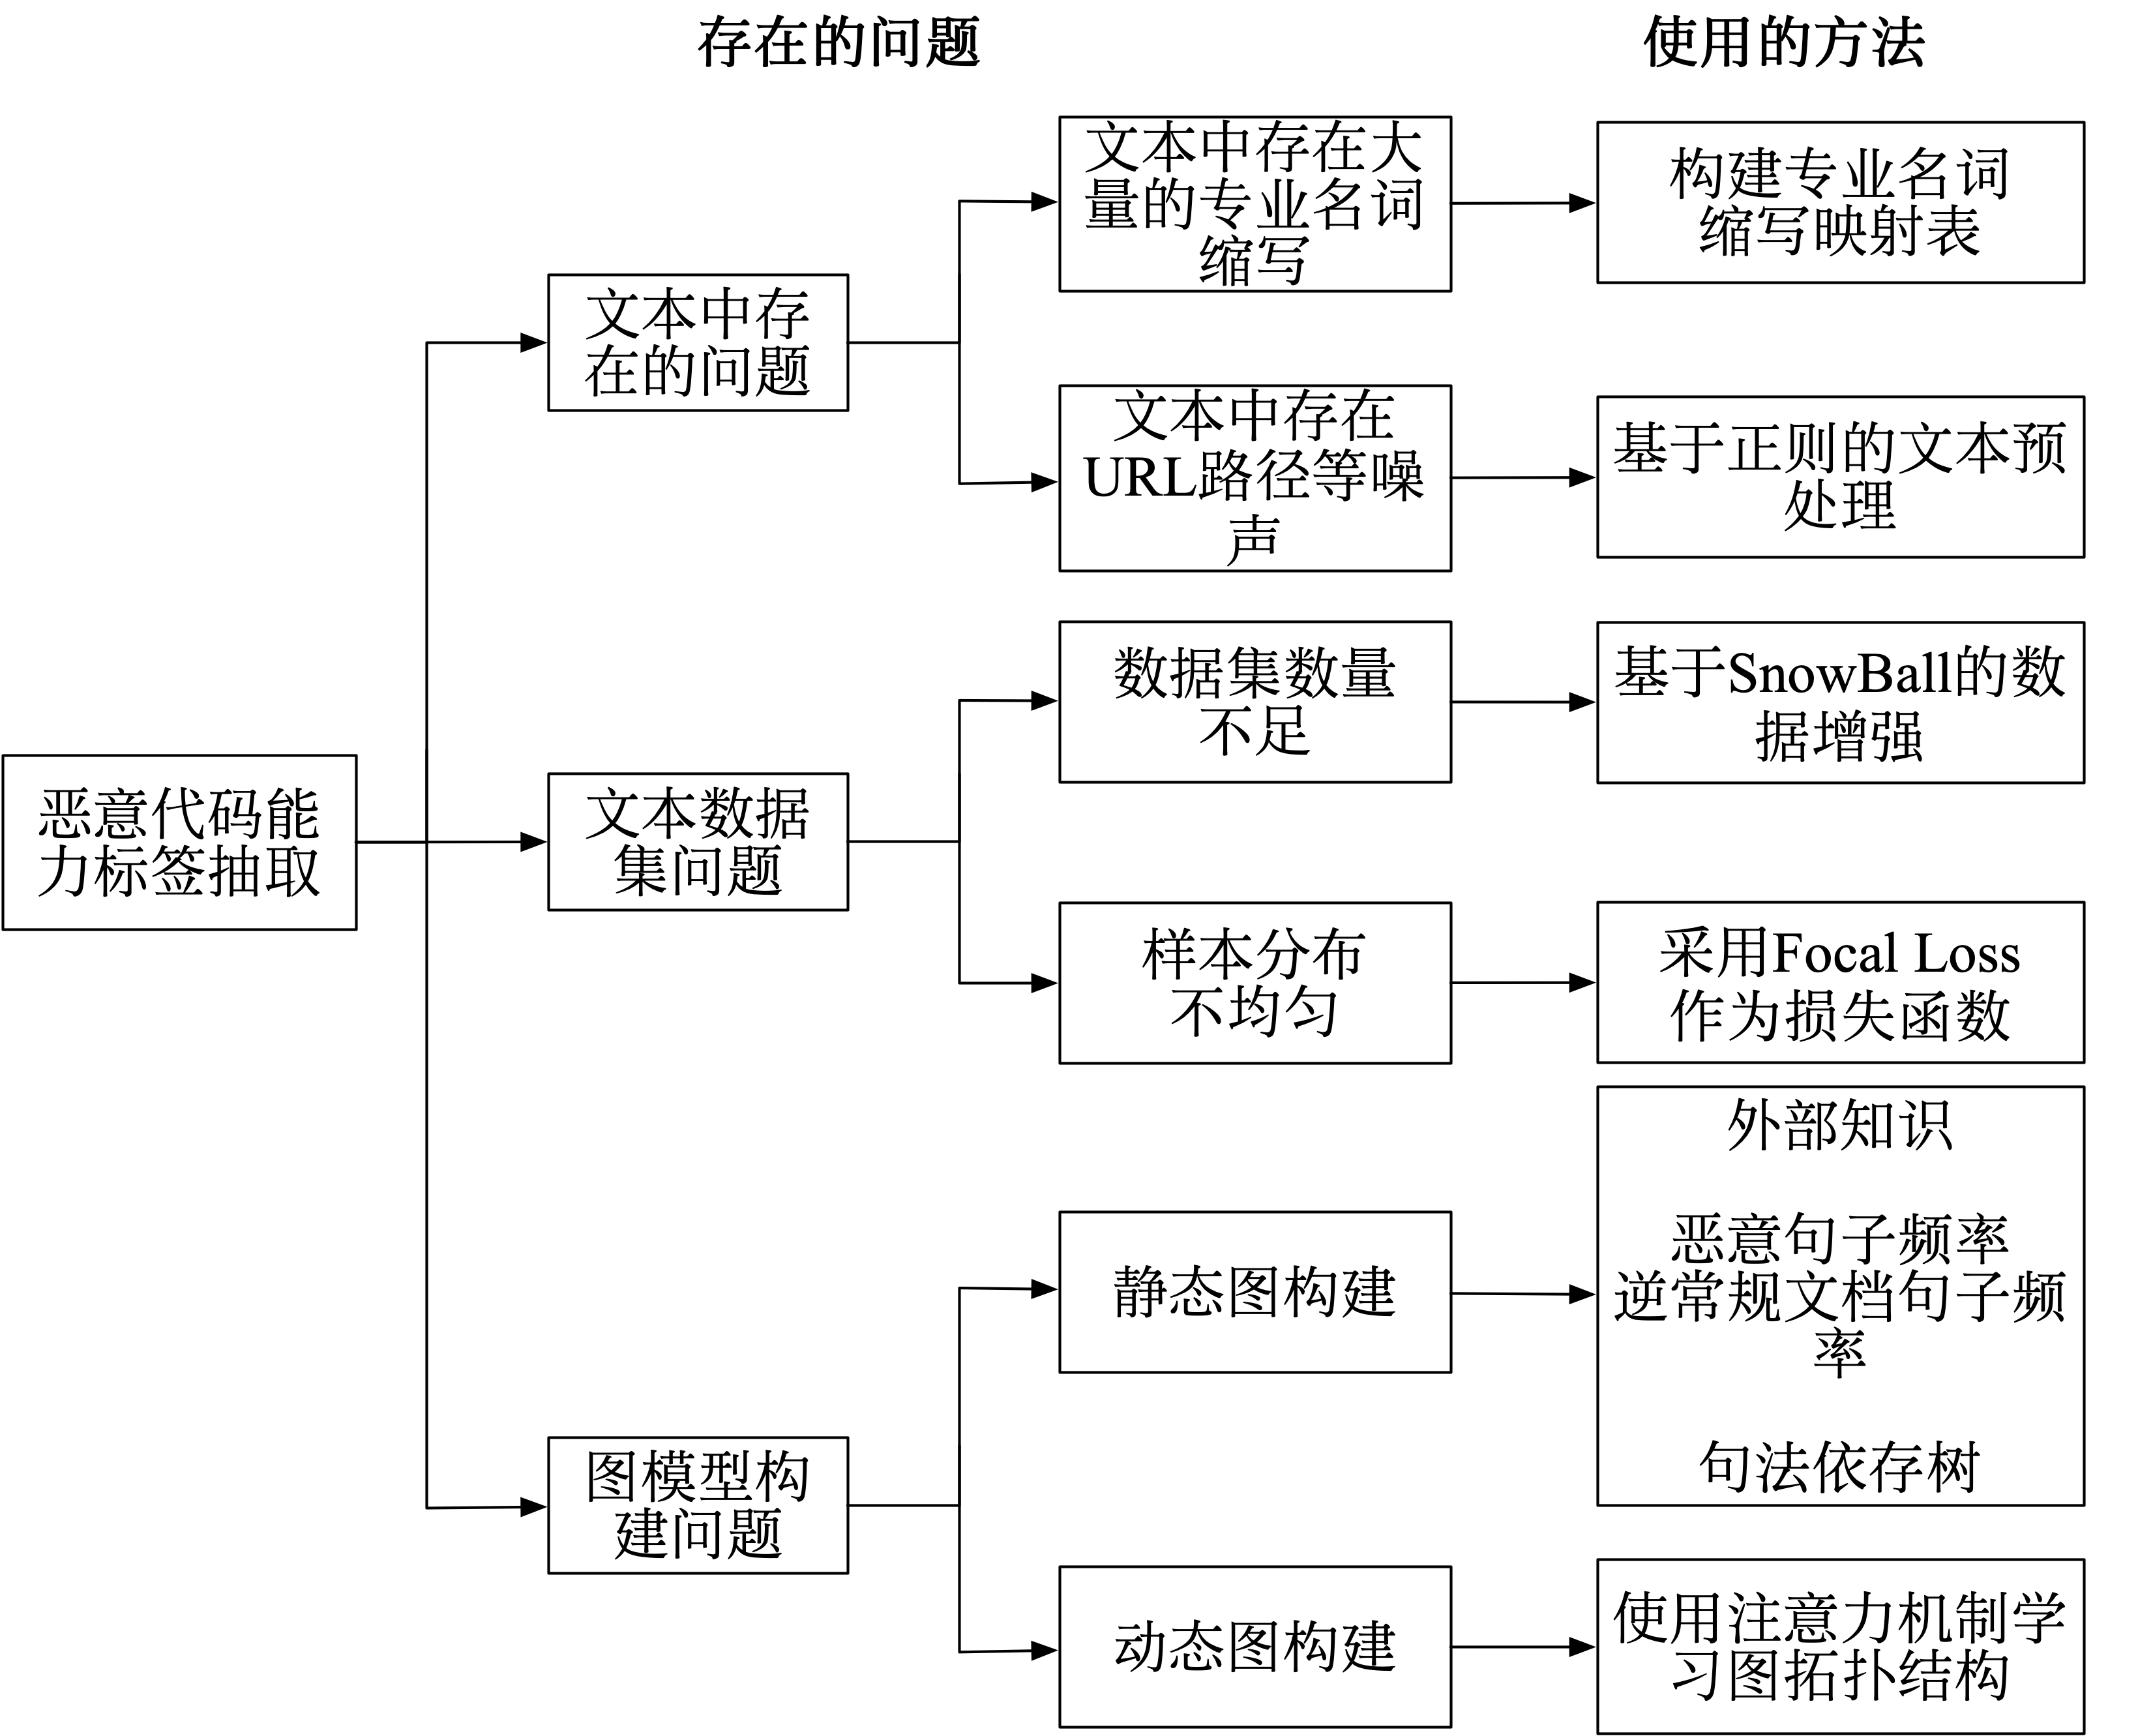 存在的问题
使用的方法
文本中存在大
量的专业名词
缩写
构建专业名词
缩写映射表
文本中存
在的问题
文本中存在
URL路径等噪
声
基于正则的文本预
处理
数据集数量
不足
基于SnowBall的数
据增强
恶意代码能
力标签抽取
文本数据
集问题
样本分布
不均匀
采用Focal Loss
作为损失函数
静态图构建
外部知识
恶意句子频率
逆常规文档句子频
率
句法依存树
图模型构
建问题
动态图构建
使用注意力机制学
习图拓扑结构